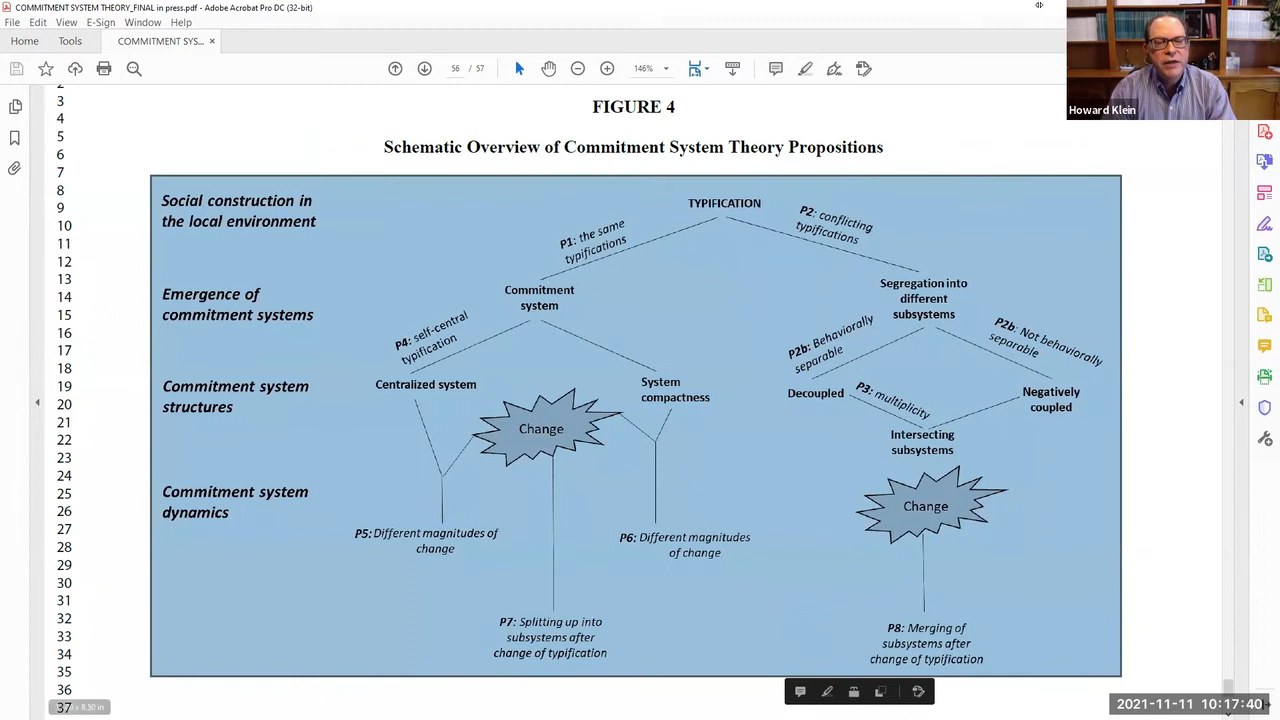 COMMITMENT SYSTEM THEORY_FINAL in press.pdf - Adobe Acrobat Pro DC (32-bit)
File Edit View E-Sign Window Help
Home Tools COMMITMENT SYS... ×
56 146%
Howard Klein
FIGURE 4
Schematic Overview of Commitment System Theory Propositions
3
4
5
6
7
8
9
10
11
12
13
14
15
16
17
18
19
20
21
22
23
24
25
26
27
28
29
30
31
32
33
34
35
36
37
Social construction in
the local environment
TYPIFICATION
P1: the same
typifications
P2: conflicting
typifications
Emergence of
commitment systems
Commitment
system
Segregation into
different
subsystems
P4: self-central
typification
P2b: Behaviorally
separable
P2b: Not behaviorally
separable
Commitment system
structures
Centralized system
System
compactness
Decoupled
P3: multiplicity
Negatively
coupled
Change
Intersecting
subsystems
Commitment system
dynamics
Change
P5: Different magnitudes of
change
P6: Different magnitudes
of change
P7: Splitting up into
subsystems after
change of typification
P8: Merging of
subsystems after
change of typification
x 8.50 in
2021-11-11 10:17:40